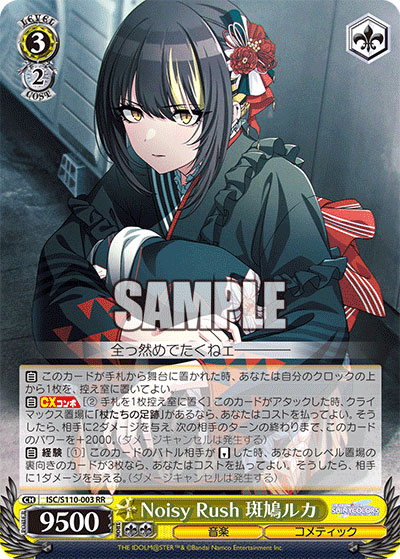 LEVEL
3
2
COST
SAMPLE
全っ然めでたくねェ――――
自 このカードが手札から舞台に置かれた時、あなたは自分のクロックの上
から1枚を、控え室に置いてよい。
自 CXコンボ [② 手札を1枚控え室に置く] このカードがアタックした時、クライ
マックス置場に「杖たちの足跡」があるなら、あなたはコストを払ってよい。そう
したら、相手に2ダメージを与え、次の相手のターンの終わりまで、このカード
のパワーを+2000。(ダメージキャンセルは発生する)
自 経験 [①] このカードのバトル相手が【リバース】した時、あなたのレベル置場の
裏向きのカードが3枚なら、あなたはコストを払ってよい。そうしたら、相手に
1ダメージを与える。(ダメージキャンセルは発生する)
CH ISC/S110-003 RR
Noisy Rush 斑鳩ルカ
SHINYCOLORS
POWER
9500
音楽
コメティック
THE IDOLM@STER™& ©Bandai Namco Entertainment Inc.